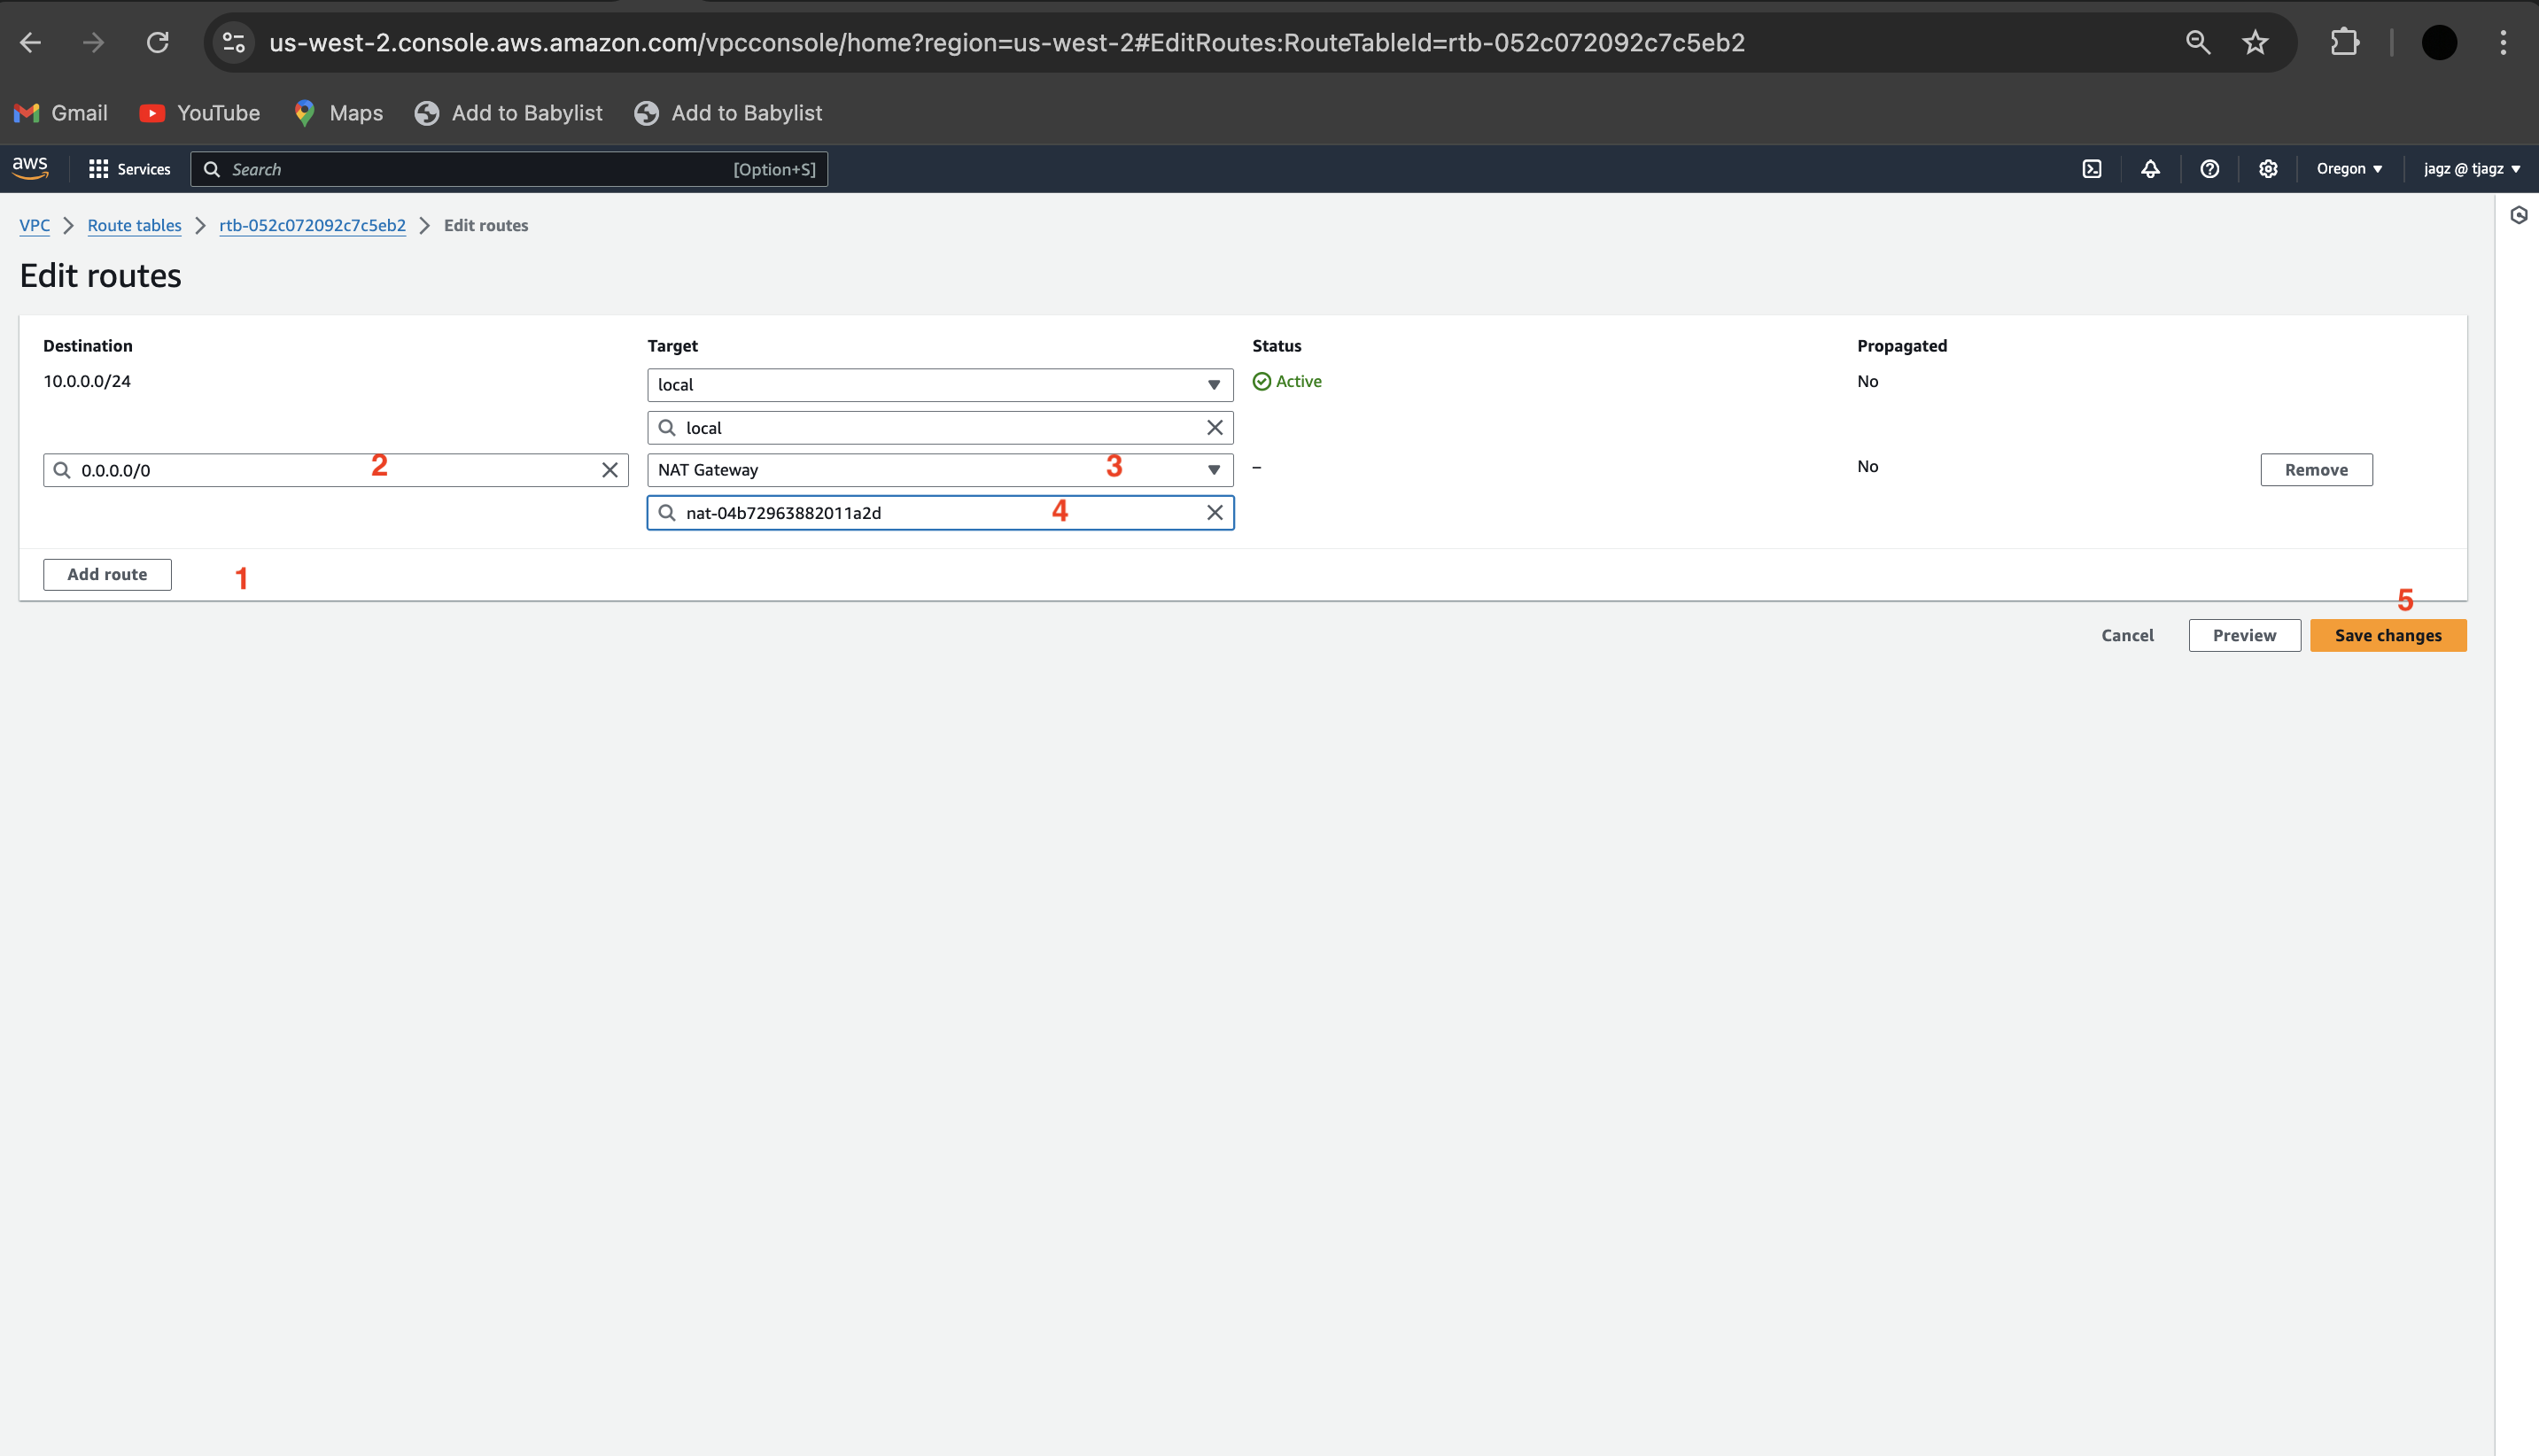 us-west-2.console.aws.amazon.com/vpcconsole/home?region=us-west-2#EditRoutes:RouteTableId=rtb-052c072092c7c5eb2
Gmail YouTube Maps Add to Babylist Add to Babylist
aws Services Search [Option+S] Oregon jagz @ tjagz
VPC Route tables rtb-052c072092c7c5eb2 Edit routes
Edit routes
Destination Target Status Propagated
10.0.0.0/24 local Active No
local
0.0.0.0/0 2 NAT Gateway 3 – No Remove
nat-04b72963882011a2d 4
Add route 1
5
Cancel Preview Save changes